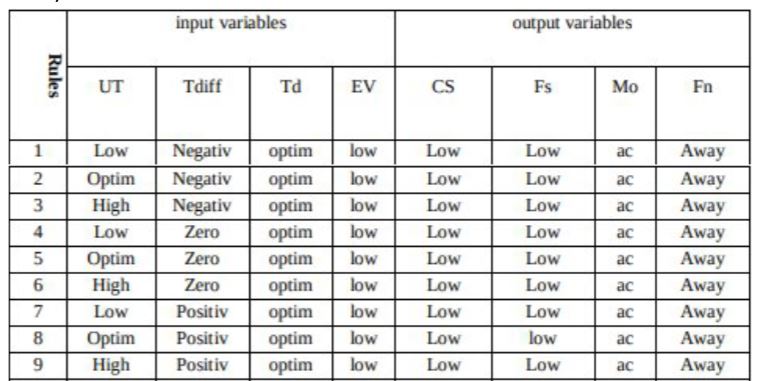 input variables output variables
Rules UT Tdiff Td EV CS Fs Mo Fn
1 Low Negativ optim low Low Low ac Away
2 Optim Negativ optim low Low Low ac Away
3 High Negativ optim low Low Low ac Away
4 Low Zero optim low Low Low ac Away
5 Optim Zero optim low Low Low ac Away
6 High Zero optim low Low Low ac Away
7 Low Positiv optim low Low Low ac Away
8 Optim Positiv optim low Low low ac Away
9 High Positiv optim low Low Low ac Away